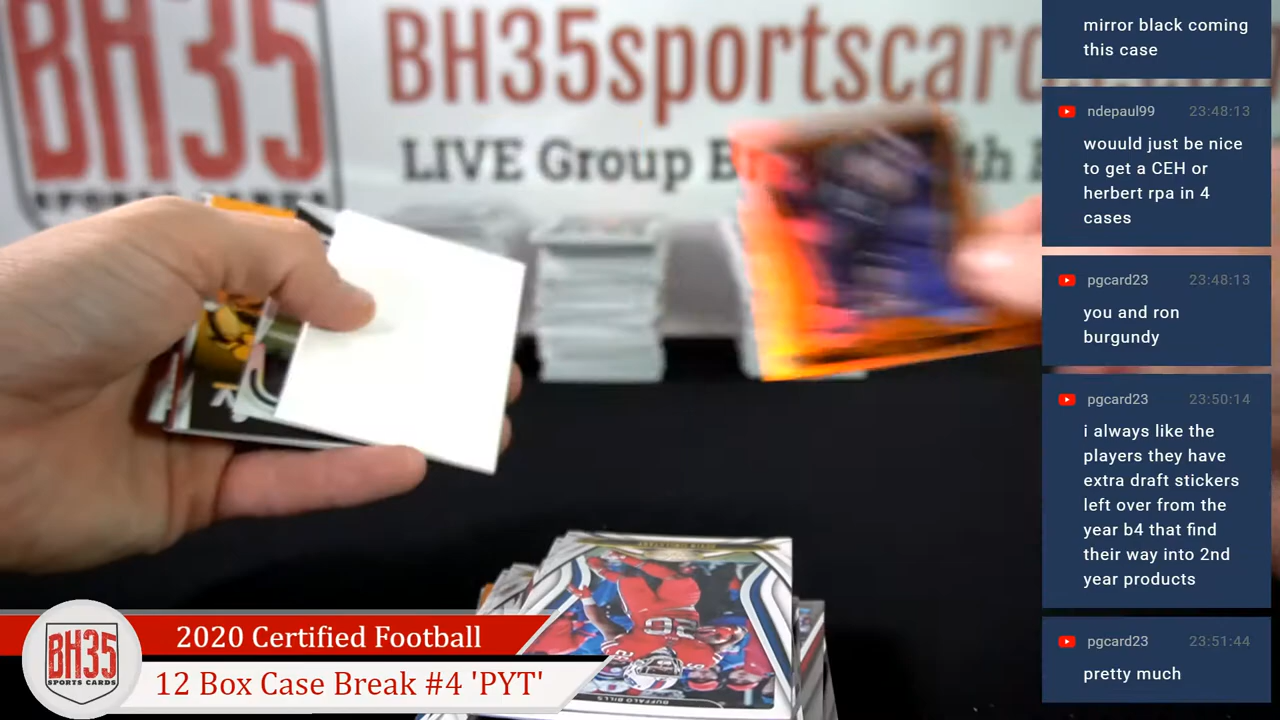 BH35
SPORTS CARDS
BH35sportscar
LIVE Group B
mirror black coming
this case
ndepaul99 23:48:13
wouuld just be nice
to get a CEH or
herbert rpa in 4
cases
pgcard23 23:48:13
you and ron
burgundy
pgcard23 23:50:14
i always like the
players they have
extra draft stickers
left over from the
year b4 that find
their way into 2nd
year products
pgcard23 23:51:44
pretty much
BUFFALO BILLS
BH35
SPORTS CARDS
2020 Certified Football
12 Box Case Break #4 'PYT'